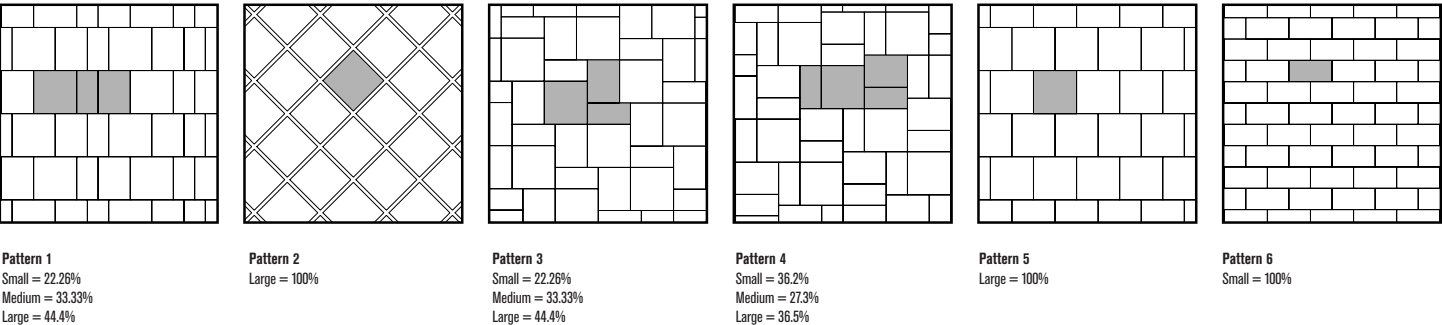 Pattern 1
Small = 22.26%
Medium = 33.33%
Large = 44.4%
Pattern 2
Large = 100%
Pattern 3
Small = 22.26%
Medium = 33.33%
Large = 44.4%
Pattern 4
Small = 36.2%
Medium = 27.3%
Large = 36.5%
Pattern 5
Large = 100%
Pattern 6
Small = 100%